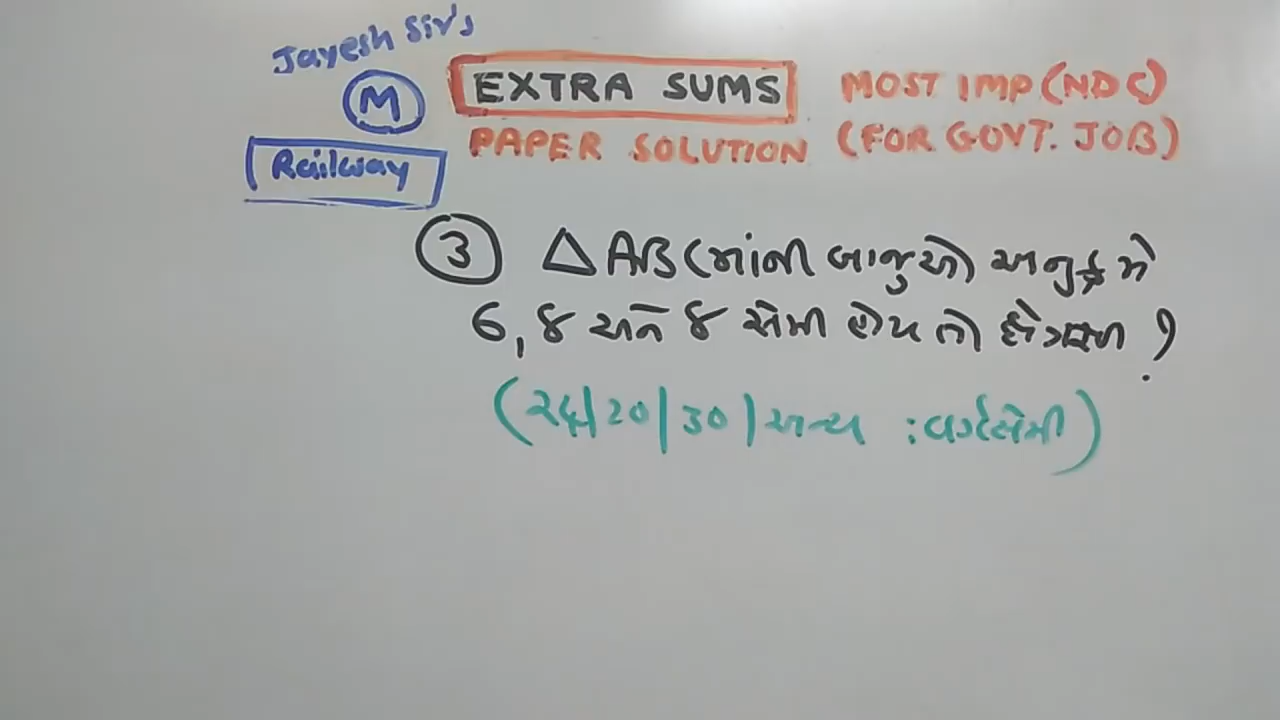 Jayesh Sir's
M
Railway
EXTRA SUMS
PAPER SOLUTION
MOST IMP (NDC)
(FOR GOVT. JOB)
3 △ABC માંની બાજુઓ અનુક્રમે
6, 8 અને 8 સેમી હોય તો ક્ષેત્રફળ ?
(24/20/30/અન્ય : વર્ગસેમી)